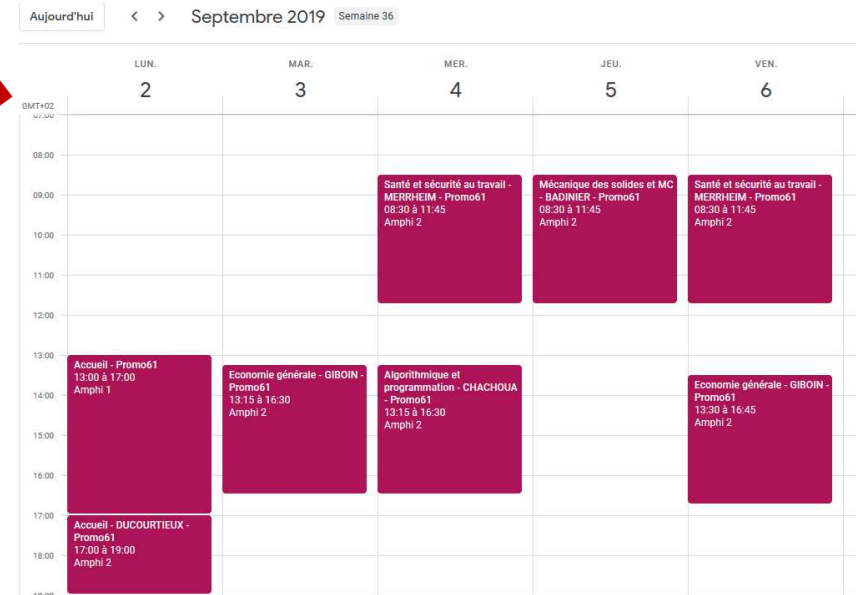 Aujourd'hui
Septembre 2019
Semaine 36
LUN.
MAR.
MER.
JEU.
VEN.
2
3
4
5
6
GMT+02
07:00
08:00
09:00
10:00
11:00
12:00
13:00
14:00
15:00
16:00
17:00
18:00
Accueil - Promo61
13:00 à 17:00
Amphi 1
Accueil - DUCOURTIEUX -
Promo61
17:00 à 19:00
Amphi 2
Economie générale - GIBOIN -
Promo61
13:15 à 16:30
Amphi 2
Santé et sécurité au travail -
MERRHEIM - Promo61
08:30 à 11:45
Amphi 2
Algorithmique et
programmation - CHACHOUA
- Promo61
13:15 à 16:30
Amphi 2
Mécanique des solides et MC
- BADINIER - Promo61
08:30 à 11:45
Amphi 2
Santé et sécurité au travail -
MERRHEIM - Promo61
08:30 à 11:45
Amphi 2
Economie générale - GIBOIN -
Promo61
13:30 à 16:45
Amphi 2